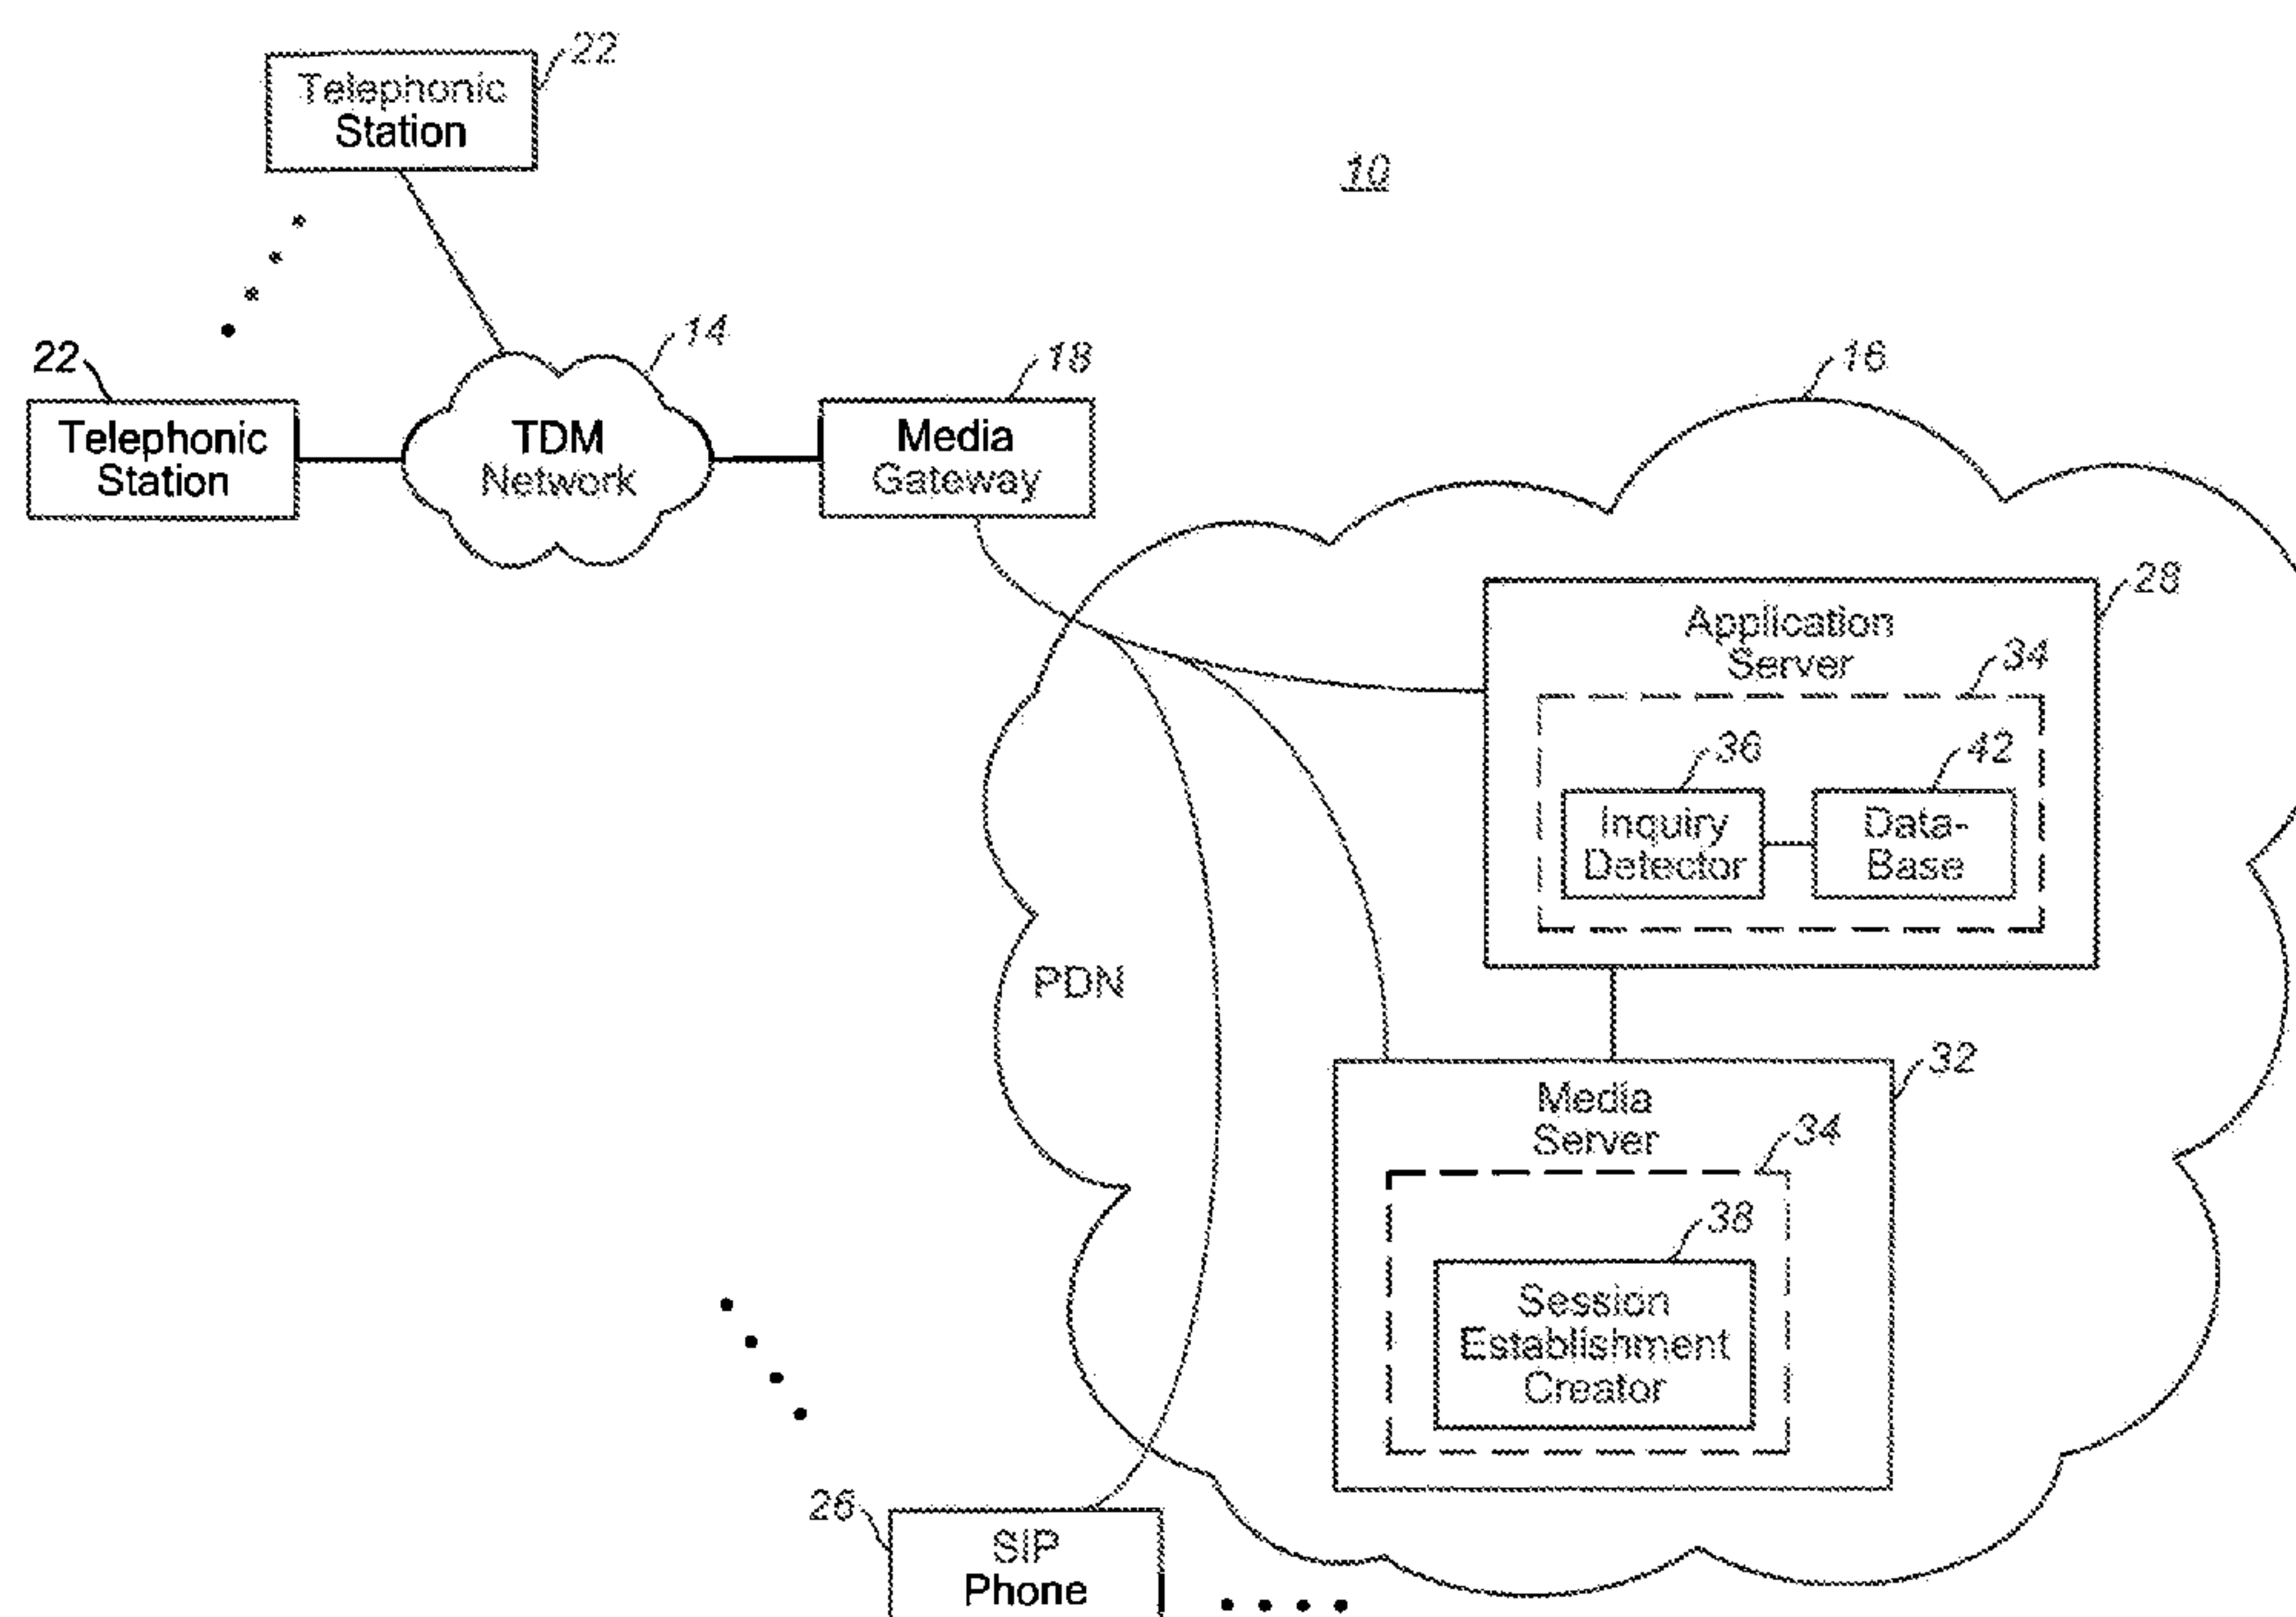 22
Telephonic
Station
10
14
22
18
16
Telephonic
Station
TDM
Network
Media
Gateway
28
Application
Server
34
36
42
Inquiry
Detector
Data-
Base
PDN
32
Media
Server
34
38
Session
Establishment
Creator
26
SIP
Phone